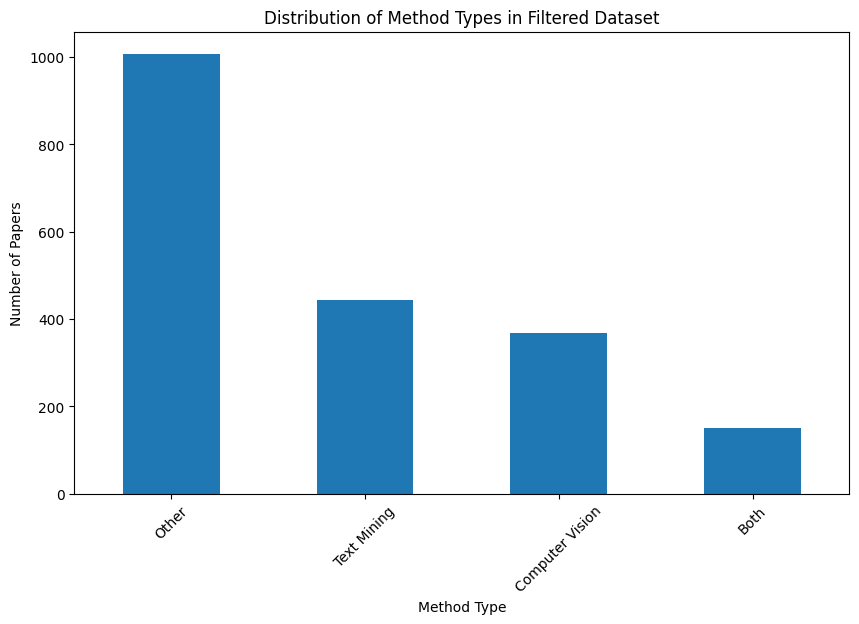 Distribution of Method Types in Filtered Dataset
Number of Papers
1000
800
600
400
200
0
Other
Text Mining
Computer Vision
Both
Method Type